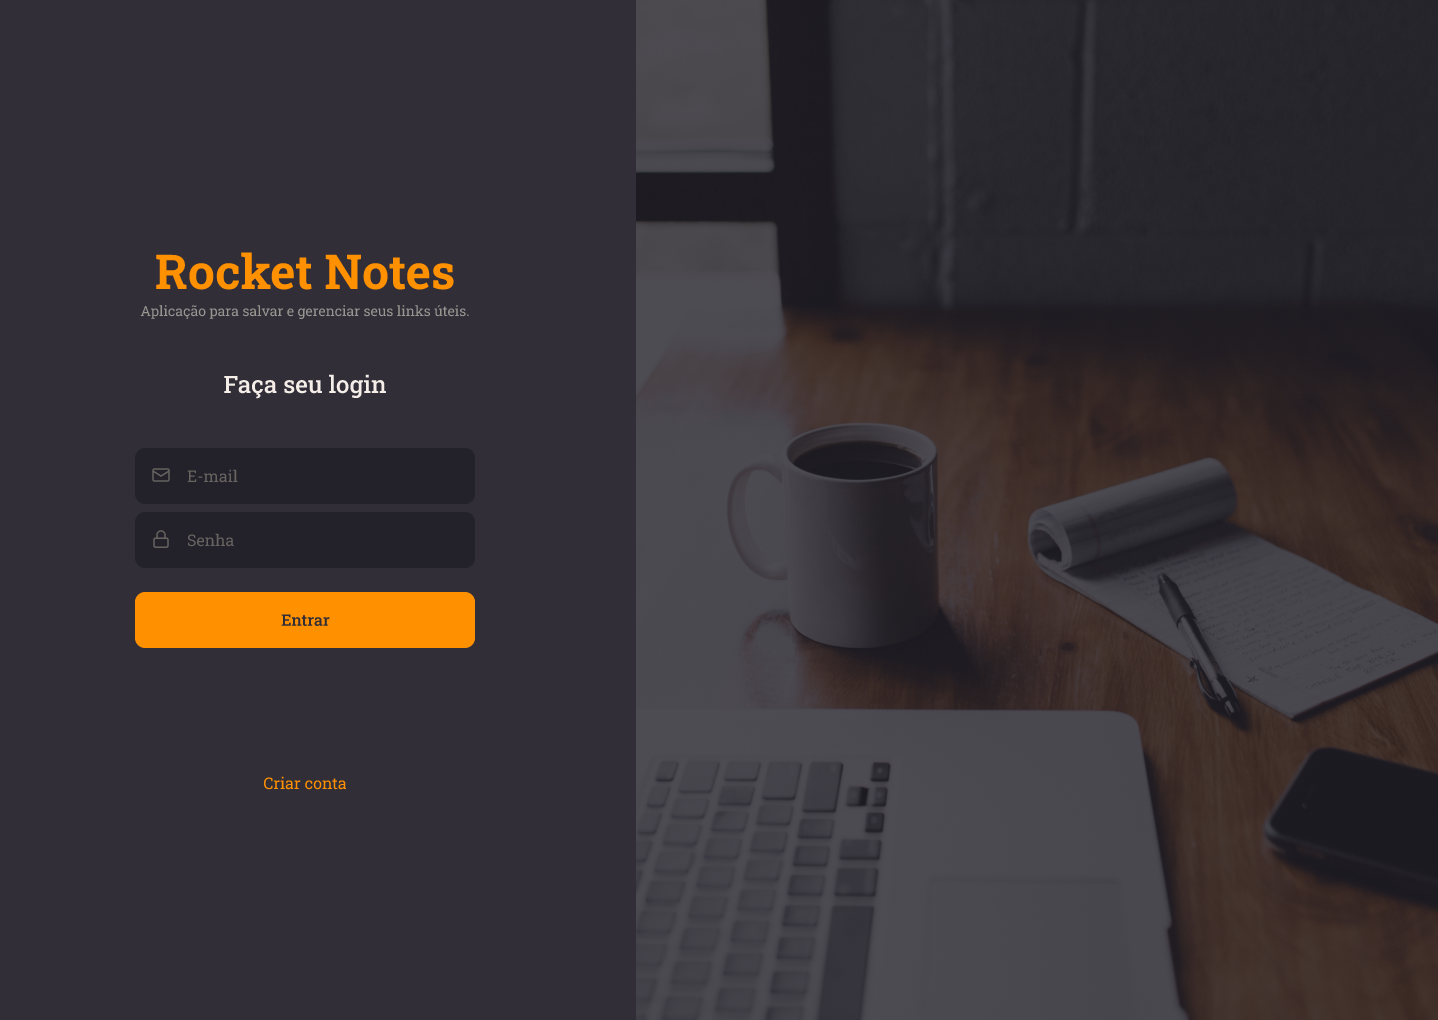 Rocket Notes
Aplicação para salvar e gerenciar seus links úteis.
Faça seu login
E-mail
Senha
Entrar
Criar conta